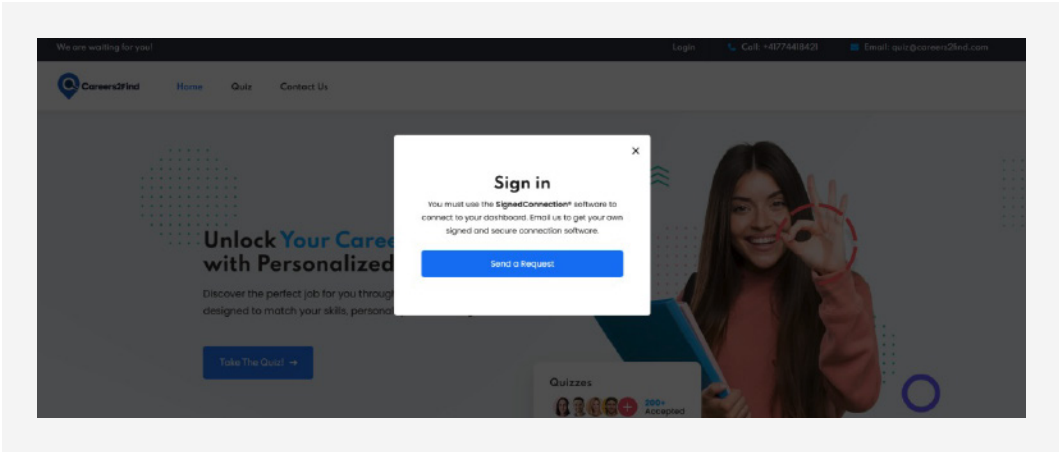 We are waiting for you!
Login
Call: +41774418421
Email: quiz@careers2find.com
Careers2Find
Home
Quiz
Contact Us
Sign in
You must use the SignedConnection® software to
connect to your dashboard. Email us to get your own
signed and secure connection software.
Send a Request
Unlock Your Caree
with Personalized
Discover the perfect job for you through
designed to match your skills, personal
Take The Quiz! →
Quizzes
200+
Accepted